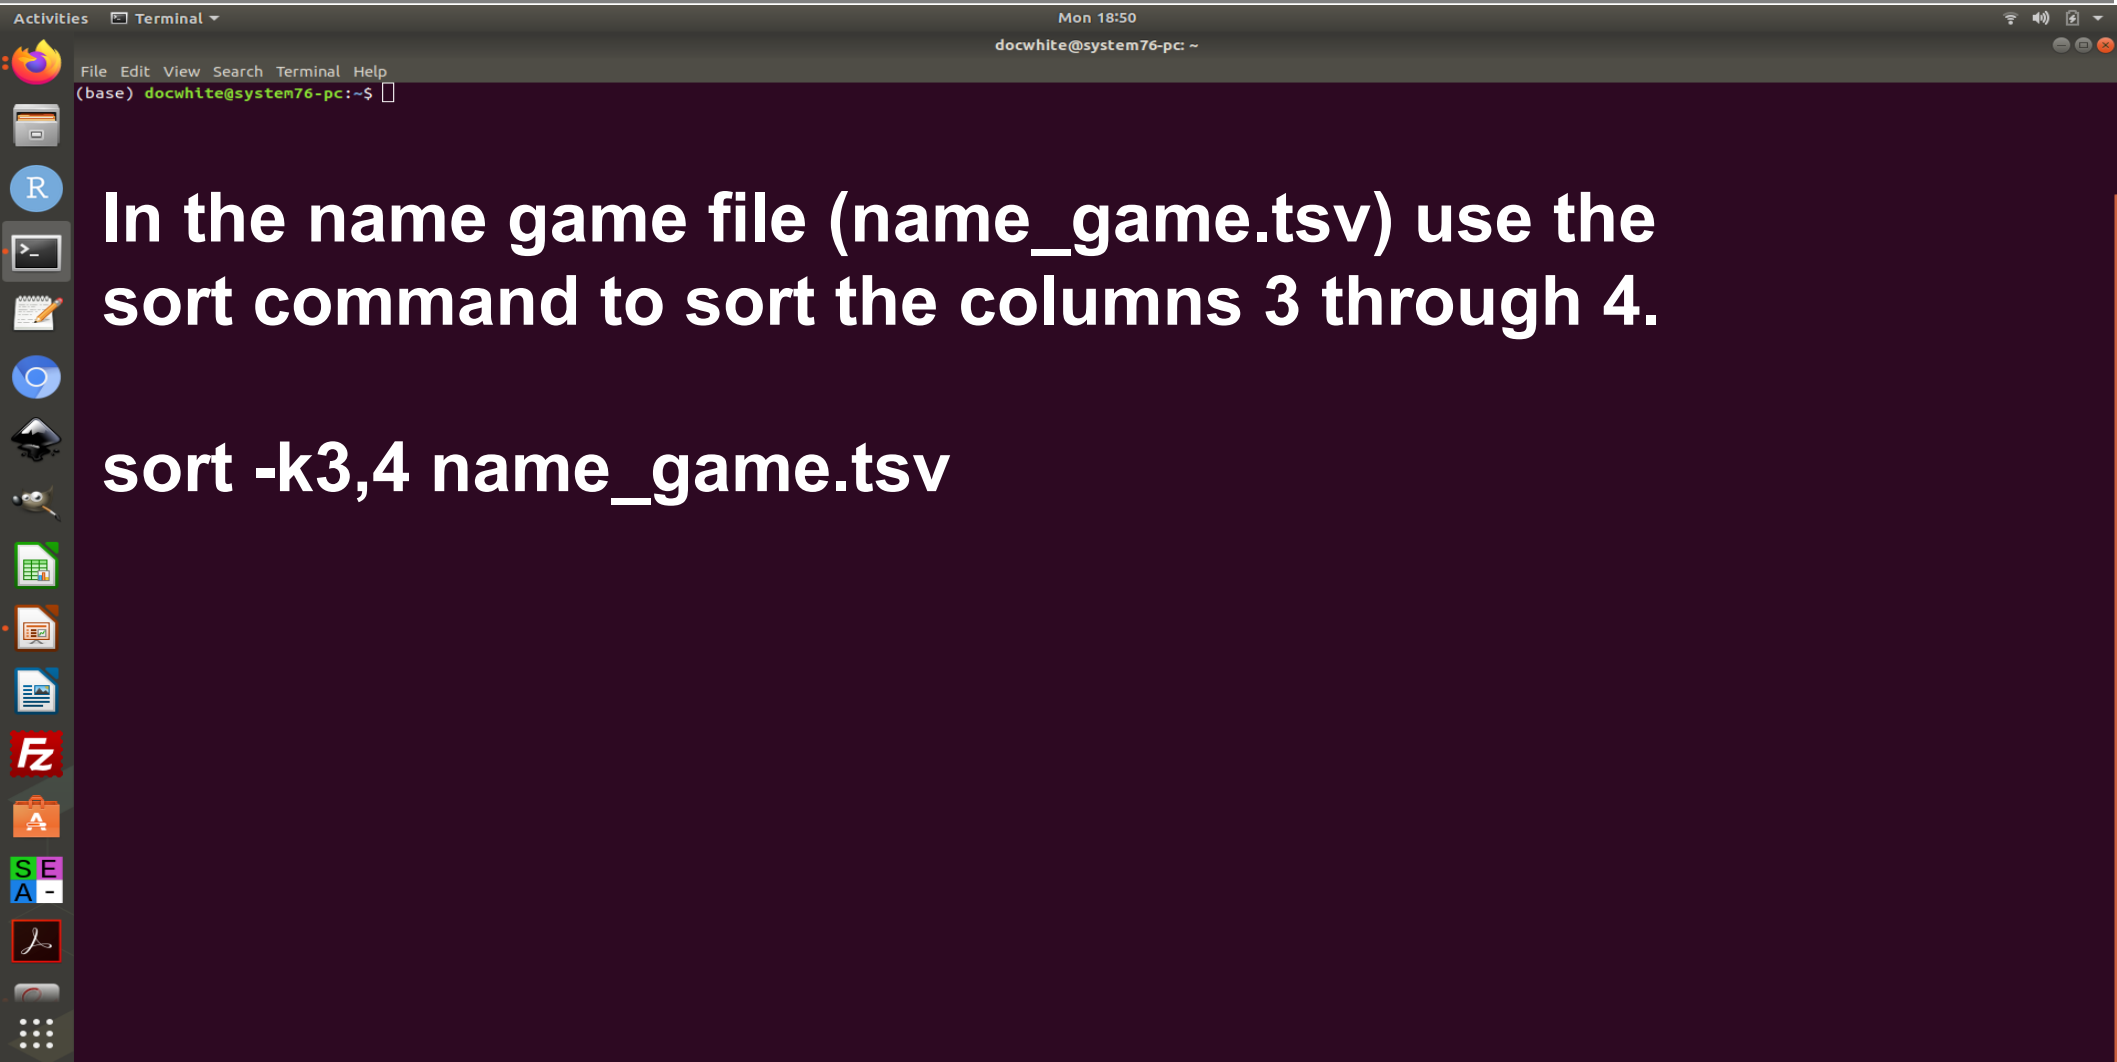 Activities Terminal Mon 18:50
docwhite@system76-pc: ~
File Edit View Search Terminal Help
(base) docwhite@system76-pc:~$
R
>_
In the name game file (name_game.tsv) use the
sort command to sort the columns 3 through 4.
sort -k3,4 name_game.tsv
Fz
A
S E
A -